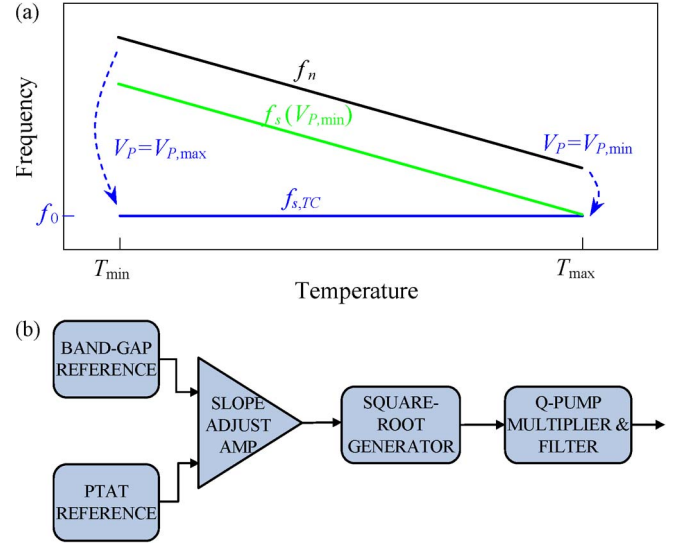 (a)
Frequency
f_n
f_s(V_P,min)
V_P=V_P,max
V_P=V_P,min
f_s,TC
f_0
T_min
T_max
Temperature
(b)
BAND-GAP
REFERENCE
PTAT
REFERENCE
SLOPE
ADJUST
AMP
SQUARE-
ROOT
GENERATOR
Q-PUMP
MULTIPLIER &
FILTER